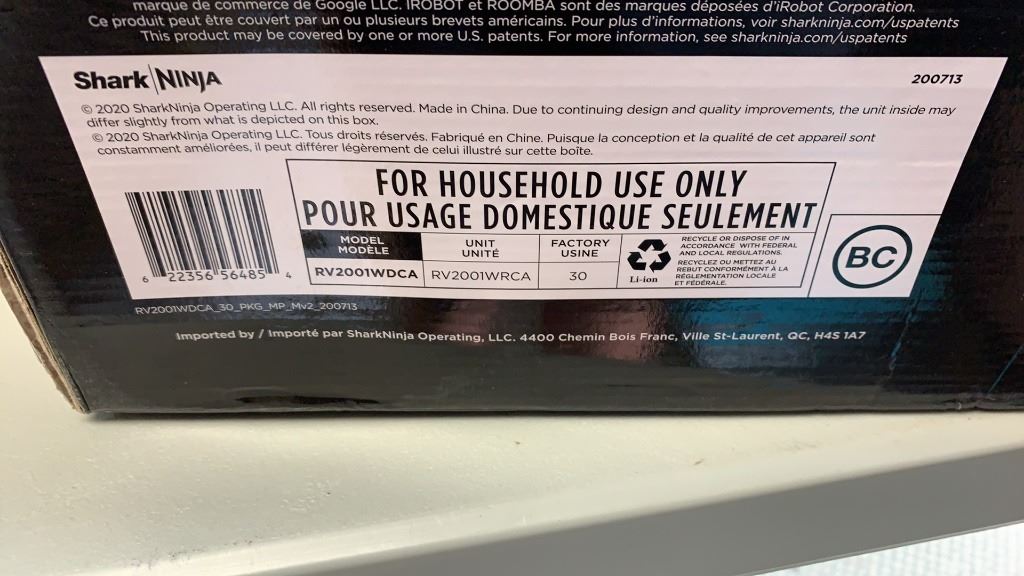 marque de commerce de Google LLC. IROBOT et ROOMBA sont des marques déposées d'iRobot Corporation.
Ce produit peut être couvert par un ou plusieurs brevets américains. Pour plus d'informations, voir sharkninja.com/uspatents
This product may be covered by one or more U.S. patents. For more information, see sharkninja.com/uspatents
Shark|NINJA
200713
© 2020 SharkNinja Operating LLC. All rights reserved. Made in China. Due to continuing design and quality improvements, the unit inside may
differ slightly from what is depicted on this box.
© 2020 SharkNinja Operating LLC. Tous droits réservés. Fabriqué en Chine. Puisque la conception et la qualité de cet appareil sont
constamment améliorées, il peut différer légèrement de celui illustré sur cette boîte.
FOR HOUSEHOLD USE ONLY
POUR USAGE DOMESTIQUE SEULEMENT
MODEL
MODÈLE
UNIT
UNITÉ
FACTORY
USINE
RV2001WDCA
RV2001WRCA
30
Li-ion
RECYCLE OR DISPOSE OF IN
ACCORDANCE WITH FEDERAL
AND LOCAL REGULATIONS.
RECYCLEZ OU METTEZ AU
REBUT CONFORMÉMENT À LA
RÉGLEMENTATION LOCALE
ET FÉDÉRALE.
BC
6 22356 56485 4
RV2001WDCA_30_PKG_MP_Mv2_200713
Imported by / Importé par SharkNinja Operating, LLC. 4400 Chemin Bois Franc, Ville St-Laurent, QC, H4S 1A7